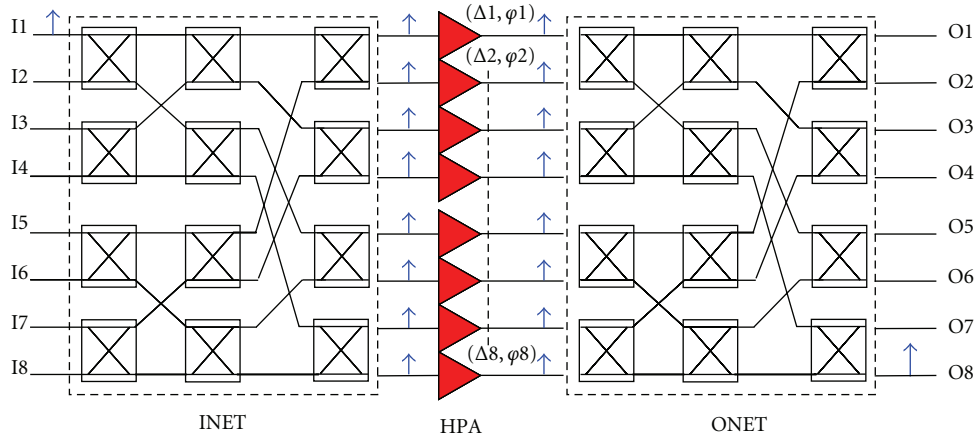 I1 (Δ1, φ1) O1
I2 (Δ2, φ2) O2
I3 O3
I4 O4
I5 O5
I6 O6
I7 O7
I8 (Δ8, φ8) O8
INET HPA ONET